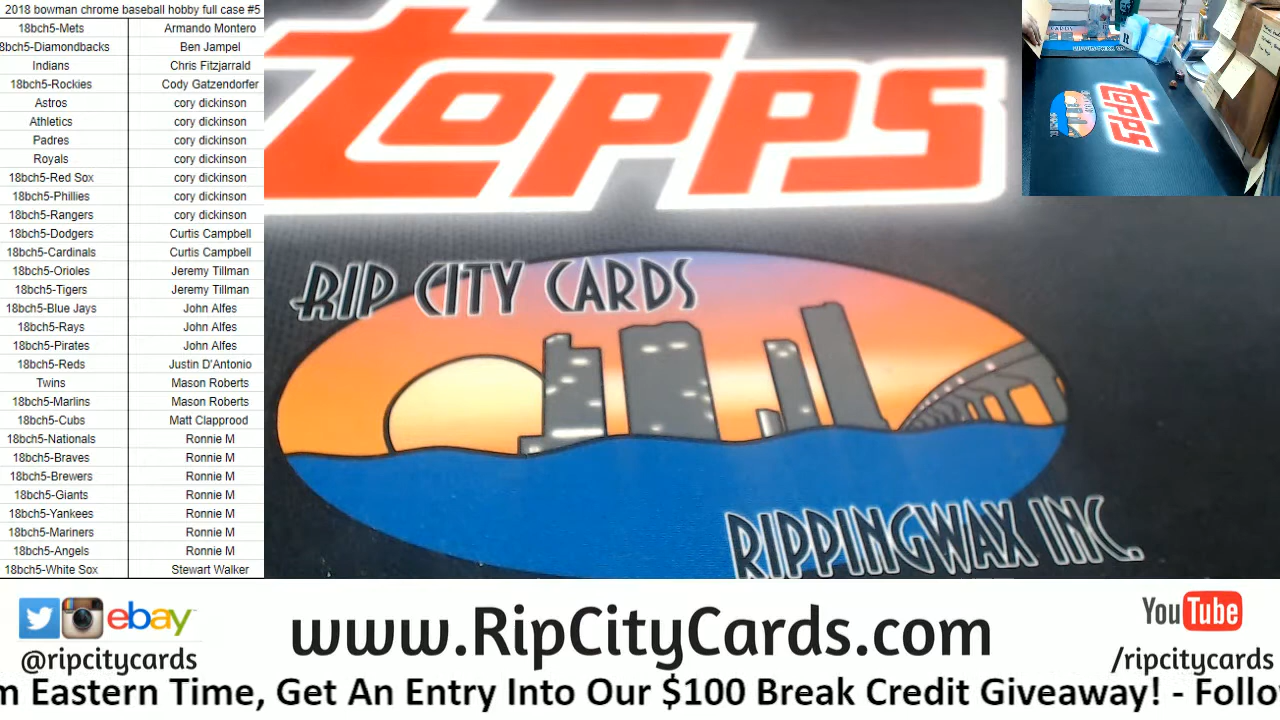 2018 bowman chrome baseball hobby full case #5
18bch5-Mets Armando Montero
8bch5-Diamondbacks Ben Jampel
Indians Chris Fitzjarrald
18bch5-Rockies Cody Gatzendorfer
Astros cory dickinson
Athletics cory dickinson
Padres cory dickinson
Royals cory dickinson
18bch5-Red Sox cory dickinson
18bch5-Phillies cory dickinson
18bch5-Rangers cory dickinson
18bch5-Dodgers Curtis Campbell
18bch5-Cardinals Curtis Campbell
18bch5-Orioles Jeremy Tillman
18bch5-Tigers Jeremy Tillman
18bch5-Blue Jays John Alfes
18bch5-Rays John Alfes
18bch5-Pirates John Alfes
18bch5-Reds Justin D'Antonio
Twins Mason Roberts
18bch5-Marlins Mason Roberts
18bch5-Cubs Matt Clapprood
18bch5-Nationals Ronnie M
18bch5-Braves Ronnie M
18bch5-Brewers Ronnie M
18bch5-Giants Ronnie M
18bch5-Yankees Ronnie M
18bch5-Mariners Ronnie M
18bch5-Angels Ronnie M
18bch5-White Sox Stewart Walker
topps
RIP CITY CARDS
RIPPINGWAX INC.
topps
ebay
@ripcitycards
www.RipCityCards.com
YouTube
/ripcitycards
m Eastern Time, Get An Entry Into Our $100 Break Credit Giveaway! - Follo